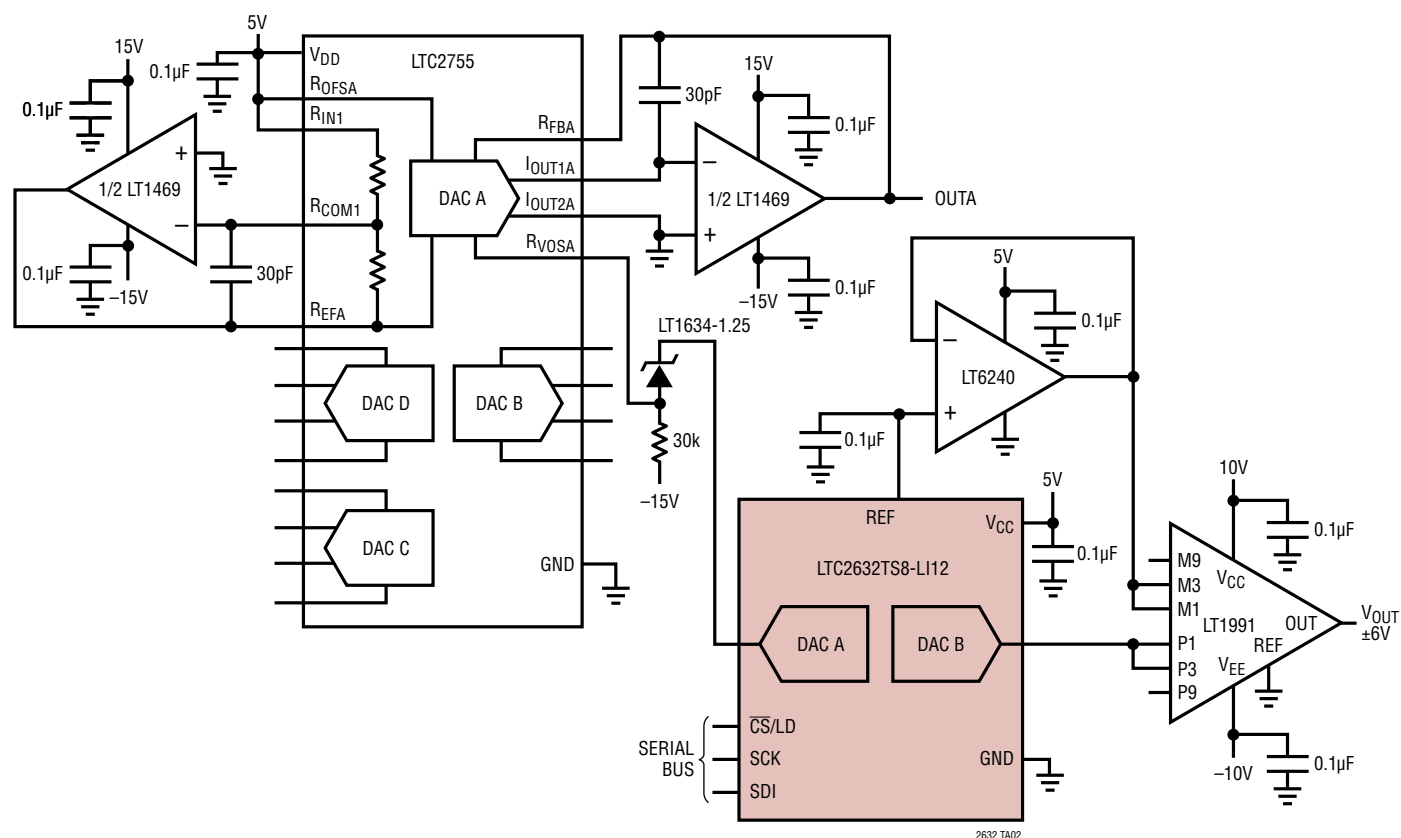 5V
15V
0.1µF
0.1µF
1/2 LT1469
+
–
0.1µF
–15V
30pF
VDD
LTC2755
ROFSA
RIN1
RCOM1
REFA
RFBA
IOUT1A
IOUT2A
RVOSA
DAC A
DAC D
DAC B
DAC C
GND
30pF
15V
0.1µF
–
1/2 LT1469
+
OUTA
–15V
0.1µF
LT1634-1.25
30k
–15V
5V
0.1µF
–
LT6240
+
0.1µF
REF
VCC
5V
0.1µF
LTC2632TS8-LI12
DAC A
DAC B
SERIAL
BUS
CS/LD
SCK
SDI
GND
10V
0.1µF
M9
M3
M1
P1
P3
P9
VCC
LT1991
OUT
REF
VEE
VOUT
±6V
–10V
0.1µF
2632 TA02